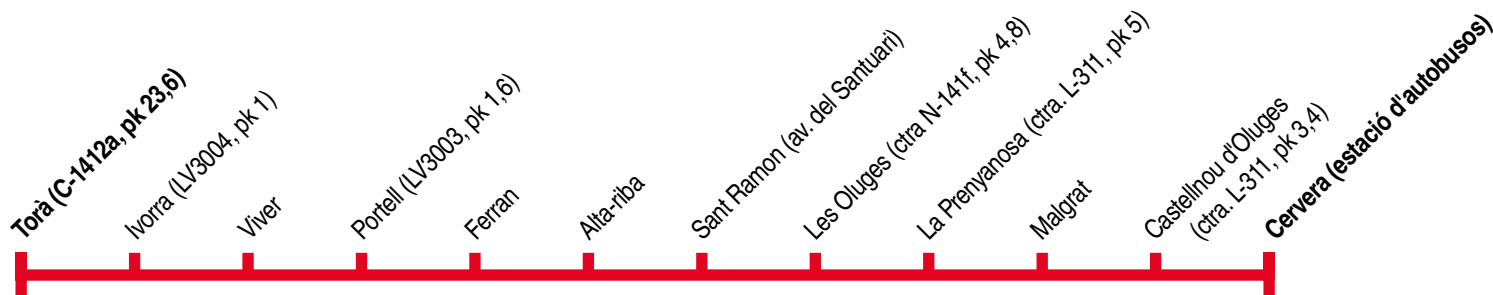 Torà (C-1412a, pk 23,6)
Ivorra (LV3004, pk 1)
Viver
Portell (LV3003, pk 1,6)
Ferran
Alta-riba
Sant Ramon (av. del Santuari)
Les Oluges (ctra N-141f, pk 4,8)
La Prenyanosa (ctra. L-311, pk 5)
Malgrat
Castellnou d'Oluges
(ctra. L-311, pk 3,4)
Cervera (estació d'autobusos)